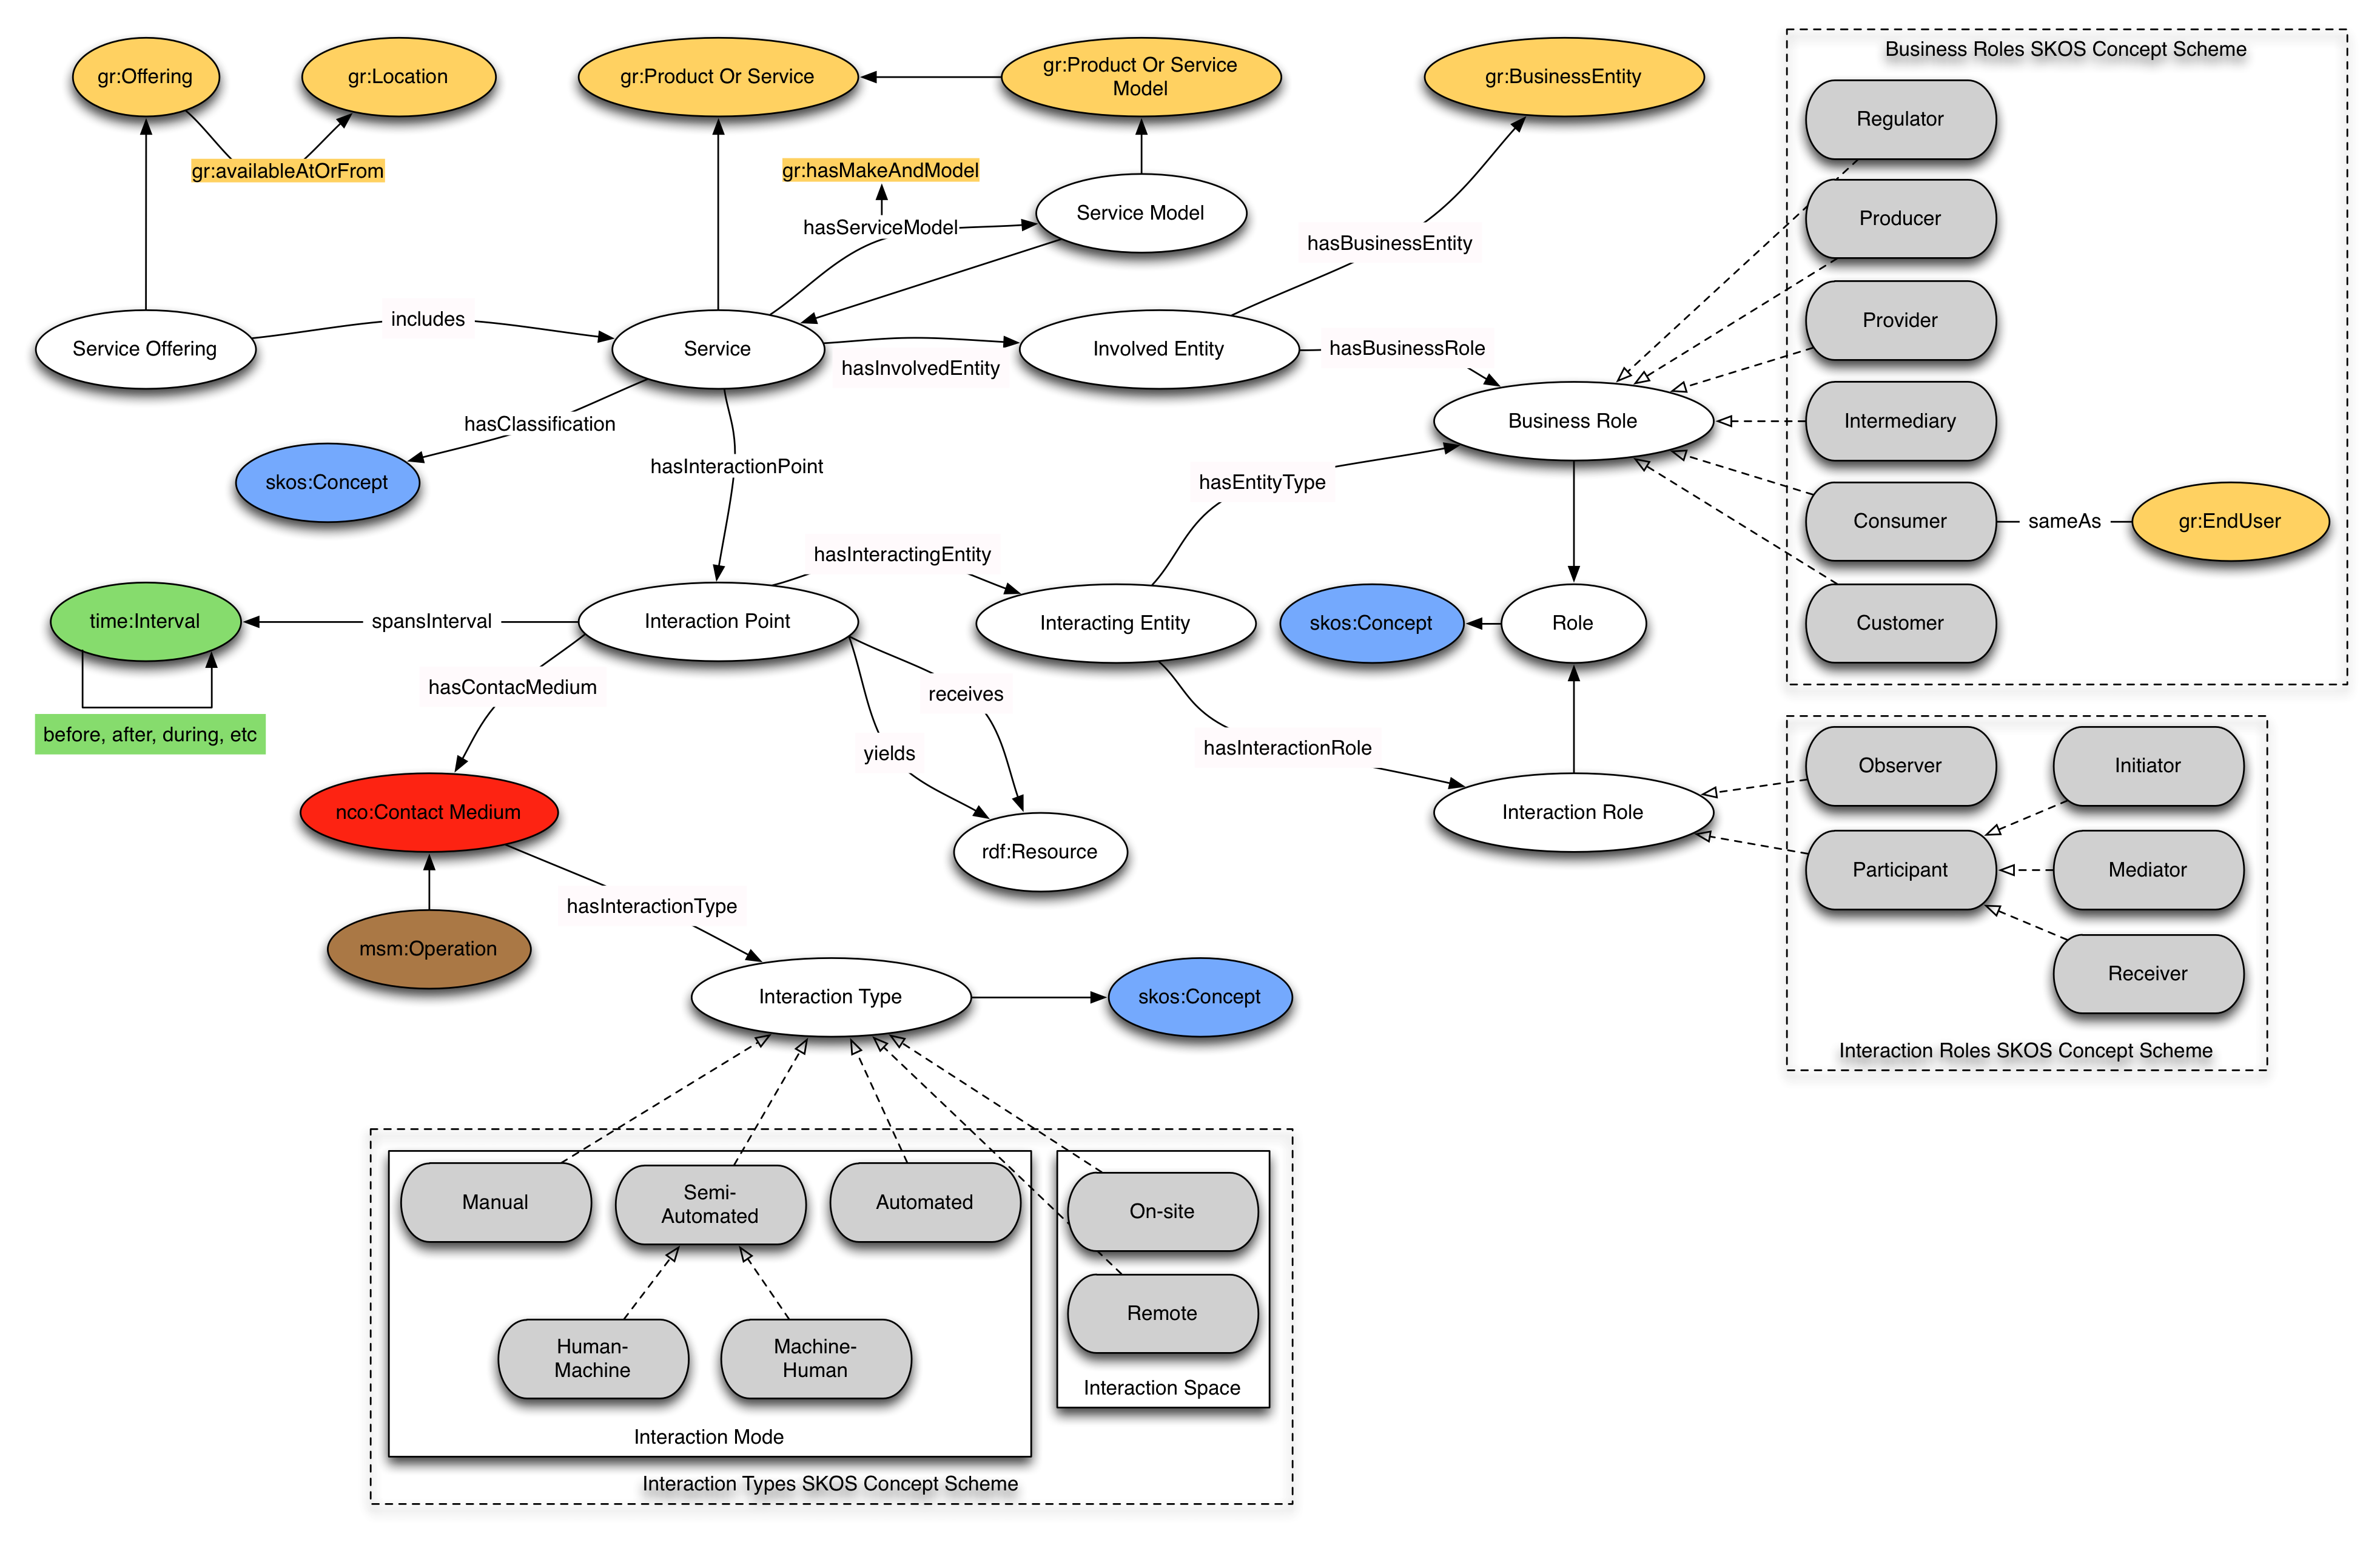 Business Roles SKOS Concept Scheme
gr:Offering
gr:Location
gr:Product Or Service
gr:Product Or Service
Model
gr:BusinessEntity
Regulator
gr:availableAtOrFrom
gr:hasMakeAndModel
Service Model
hasServiceModel
Producer
hasBusinessEntity
includes
Provider
Service Offering
Service
hasInvolvedEntity
Involved Entity
hasBusinessRole
hasClassification
Business Role
Intermediary
skos:Concept
hasInteractionPoint
hasEntityType
Consumer
sameAs
gr:EndUser
hasInteractingEntity
time:Interval
spansInterval
Interaction Point
Interacting Entity
skos:Concept
Role
Customer
hasContacMedium
receives
before, after, during, etc
yields
hasInteractionRole
Observer
Initiator
nco:Contact Medium
Interaction Role
rdf:Resource
Participant
Mediator
hasInteractionType
msm:Operation
Receiver
Interaction Type
skos:Concept
Interaction Roles SKOS Concept Scheme
Manual
Semi-
Automated
Automated
On-site
Remote
Human-
Machine
Machine-
Human
Interaction Space
Interaction Mode
Interaction Types SKOS Concept Scheme